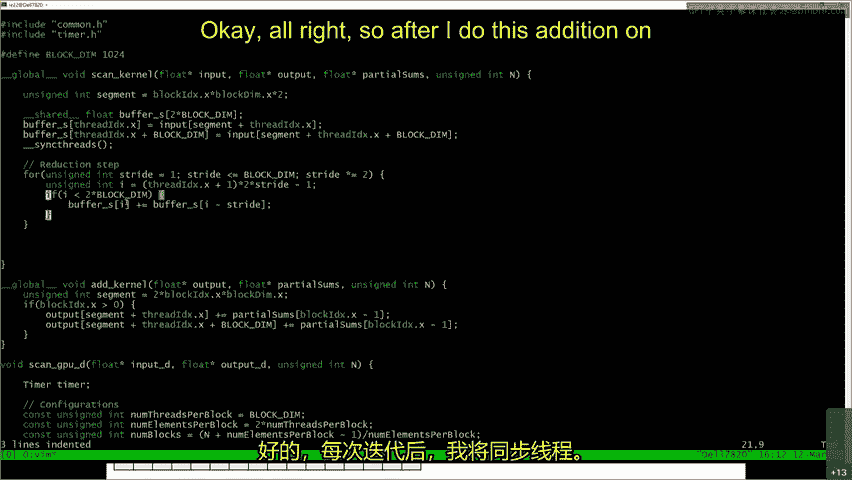 #include "common.h"
#include "timer.h"
Okay, all right, so after I do this addition on
#define BLOCK_DIM 1024
__global__ void scan_kernel(float* input, float* output, float* partialSums, unsigned int N) {
unsigned int segment = blockIdx.x*blockDim.x*2;
__shared__ float buffer_s[2*BLOCK_DIM];
buffer_s[threadIdx.x] = input[segment + threadIdx.x];
buffer_s[threadIdx.x + BLOCK_DIM] = input[segment + threadIdx.x + BLOCK_DIM];
__syncthreads();
// Reduction step
for(unsigned int stride = 1; stride <= BLOCK_DIM; stride *= 2) {
unsigned int i = (threadIdx.x + 1)*2*stride - 1;
if(i < 2*BLOCK_DIM) {
buffer_s[i] += buffer_s[i - stride];
}
}
}
__global__ void add_kernel(float* output, float* partialSums, unsigned int N) {
unsigned int segment = 2*blockIdx.x*blockDim.x;
if(blockIdx.x > 0) {
output[segment + threadIdx.x] += partialSums[blockIdx.x - 1];
output[segment + threadIdx.x + BLOCK_DIM] += partialSums[blockIdx.x - 1];
}
}
void scan_gpu_d(float* input_d, float* output_d, unsigned int N) {
Timer timer;
// Configurations
const unsigned int numThreadsPerBlock = BLOCK_DIM;
const unsigned int numElementsPerBlock = 2*numThreadsPerBlock;
const unsigned int numBlocks = (N + numElementsPerBlock - 1)/numElementsPerBlock;
3 lines indented
21.9
好的，每次迭代后，我将同步线程。
[0] 0:vim*
16:12 12-Mar
+13